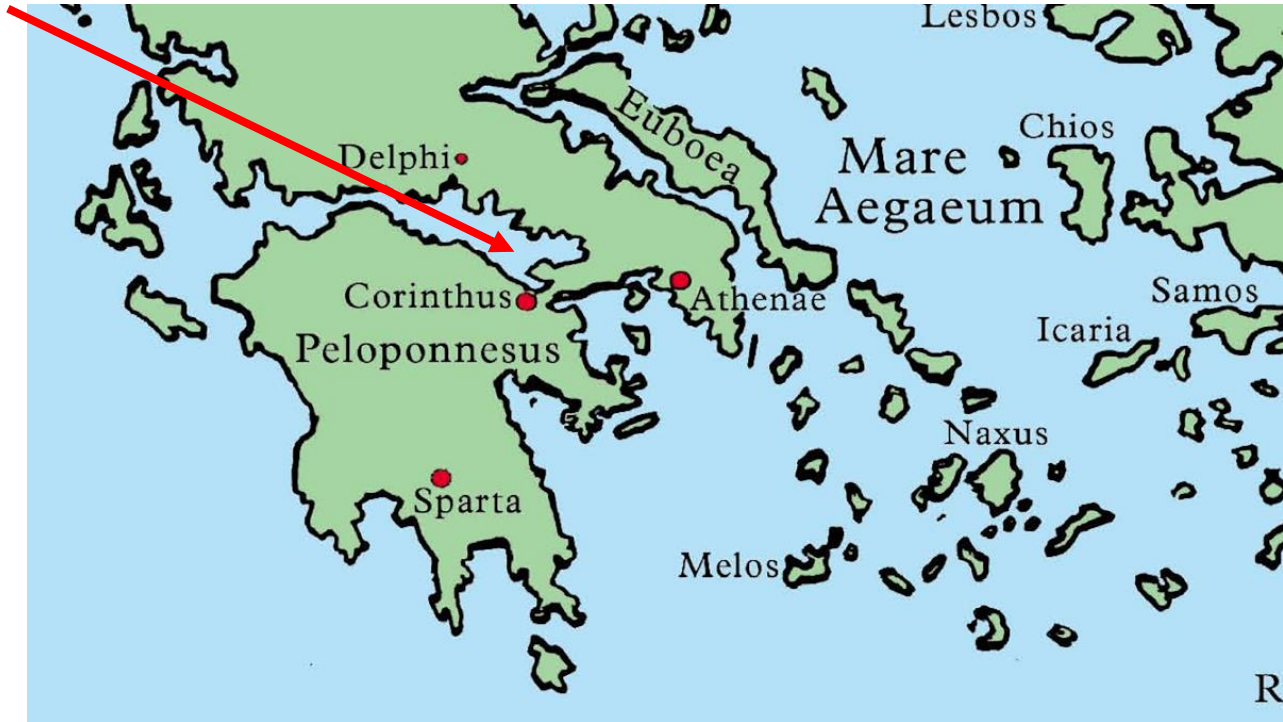 Lesbos
Euboea
Chios
Delphi
Mare
Aegaeum
Corinthus
Athenae
Samos
Icaria
Peloponnesus
Naxus
Sparta
Melos
R